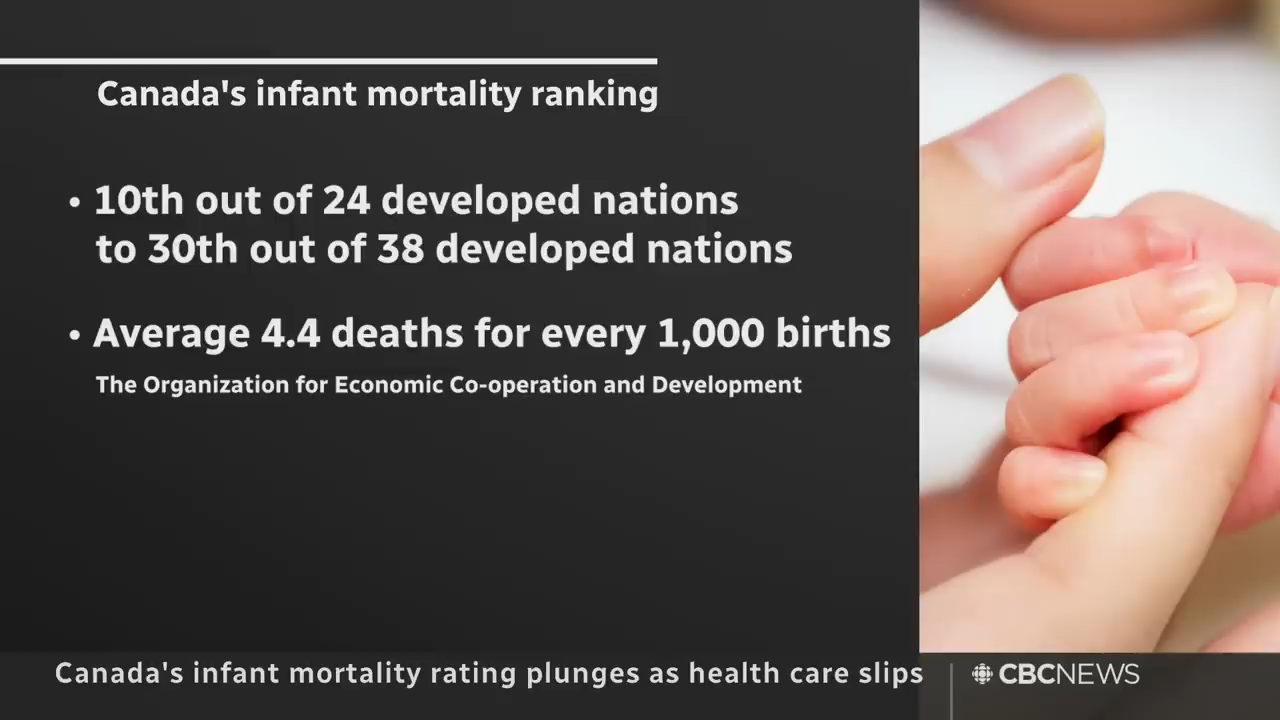 Canada's infant mortality ranking
• 10th out of 24 developed nations
to 30th out of 38 developed nations
• Average 4.4 deaths for every 1,000 births
The Organization for Economic Co-operation and Development
Canada's infant mortality rating plunges as health care slips
CBCNEWS